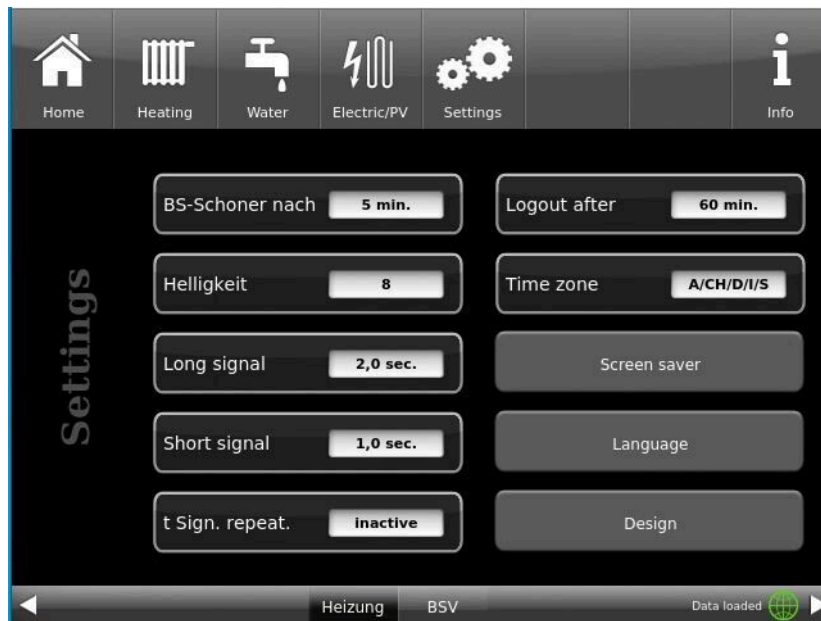 Home
Heating
Water
Electric/PV
Settings
Info
Settings
BS-Schoner nach
5 min.
Logout after
60 min.
Helligkeit
8
Time zone
A/CH/D/I/S
Long signal
2,0 sec.
Screen saver
Short signal
1,0 sec.
Language
t Sign. repeat.
inactive
Design
Heizung
BSV
Data loaded